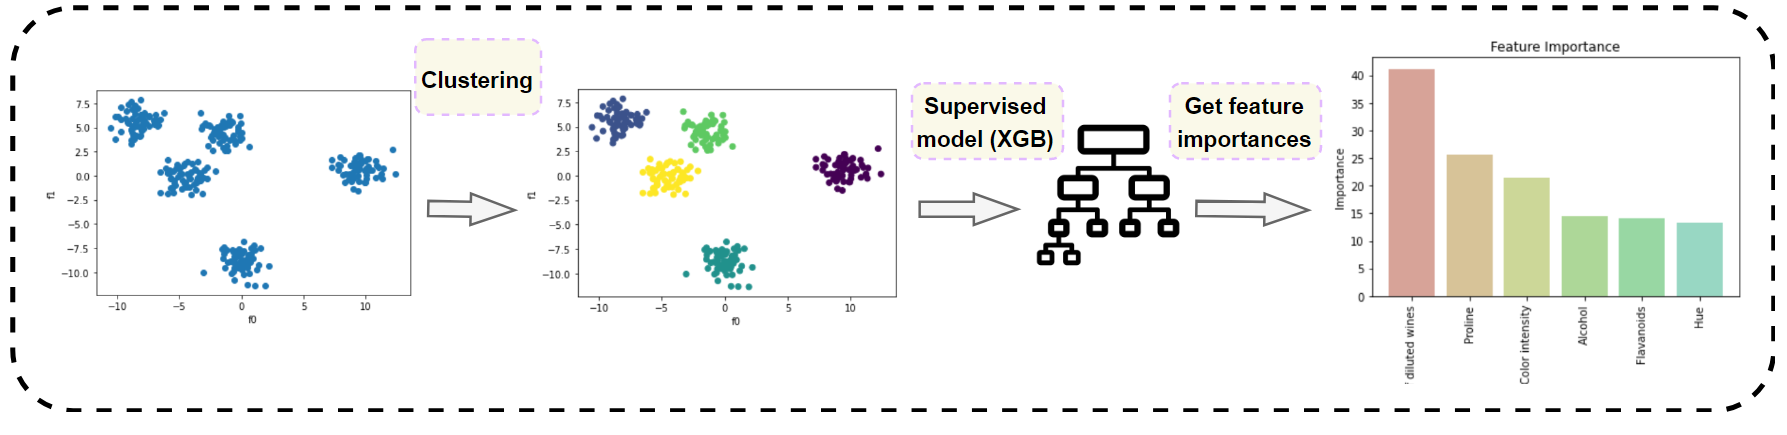 Clustering
7.5
5.0
2.5
0.0
−2.5
−5.0
−7.5
−10.0
f1
−10
−5
0
5
10
f0
7.5
5.0
2.5
0.0
−2.5
−5.0
−7.5
−10.0
f1
−10
−5
0
5
10
f0
Supervised
model (XGB)
Get feature
importances
Feature Importance
40
35
30
25
20
15
10
5
0
Importance
diluted wines
Proline
Color intensity
Alcohol
Flavanoids
Hue